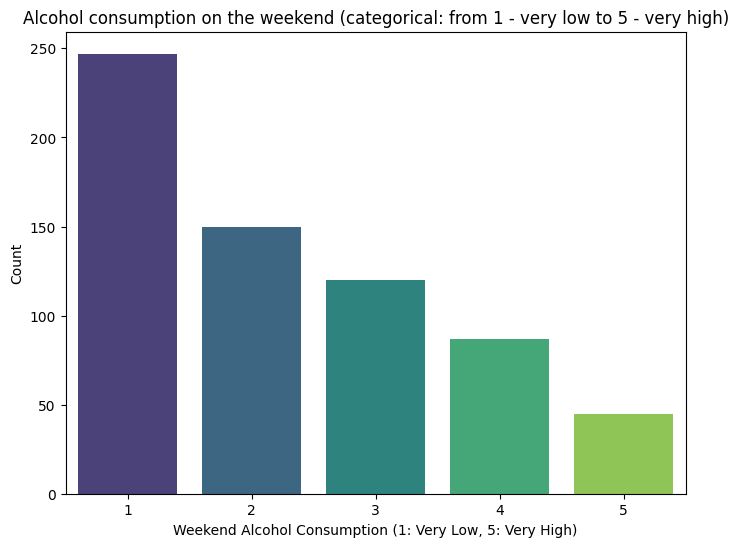 Alcohol consumption on the weekend (categorical: from 1 - very low to 5 - very high)
250
200
150
100
50
0
Count
1 2 3 4 5
Weekend Alcohol Consumption (1: Very Low, 5: Very High)